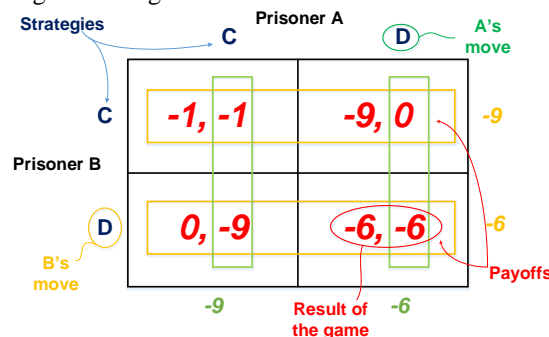 Prisoner A
Strategies
C
D
A's
move
C
-1, -1
-9, 0
-9
Prisoner B
D
0, -9
-6, -6
-6
B's
move
Payoffs
-9
Result of
the game
-6